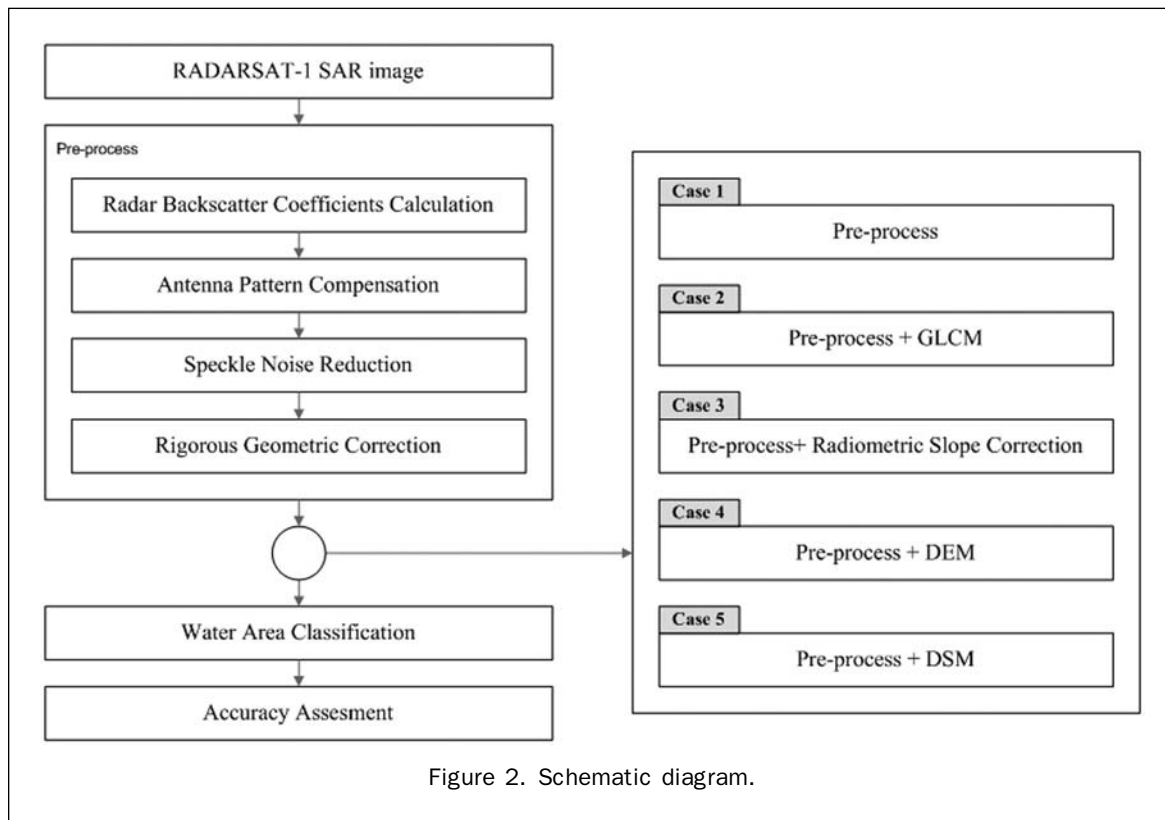 RADARSAT-1 SAR image
Pre-process
Radar Backscatter Coefficients Calculation
Antenna Pattern Compensation
Speckle Noise Reduction
Rigorous Geometric Correction
Water Area Classification
Accuracy Assesment
Case 1
Pre-process
Case 2
Pre-process + GLCM
Case 3
Pre-process+ Radiometric Slope Correction
Case 4
Pre-process + DEM
Case 5
Pre-process + DSM
Figure 2. Schematic diagram.